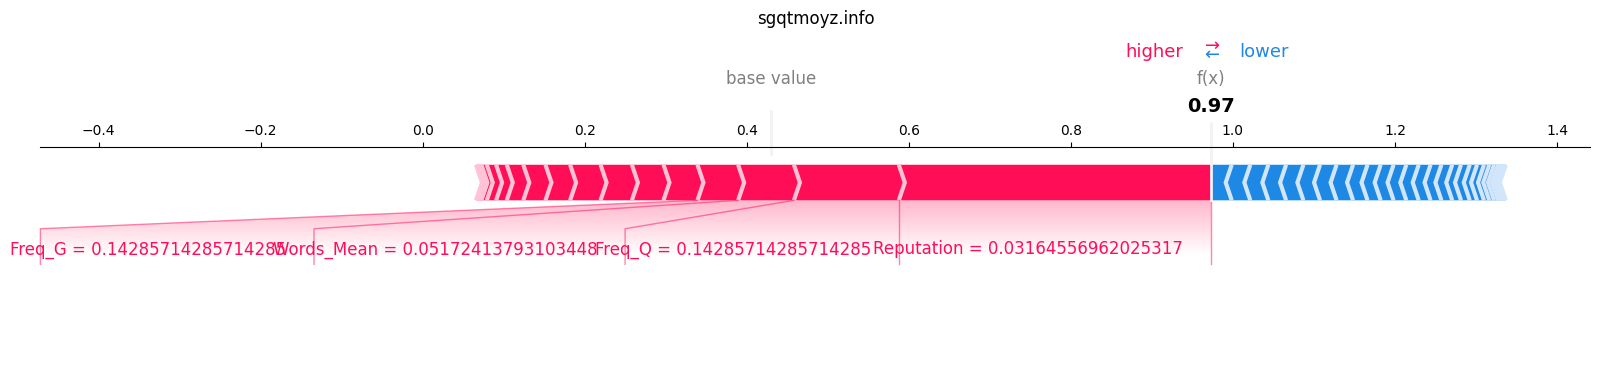 sgqtmoyz.info
higher → ← lower
base value f(x)
0.97
−0.4 −0.2 0.0 0.2 0.4 0.6 0.8 1.0 1.2 1.4
Freq_G = 0.14285714285714285 Words_Mean = 0.05172413793103448 Freq_Q = 0.14285714285714285 Reputation = 0.03164556962025317